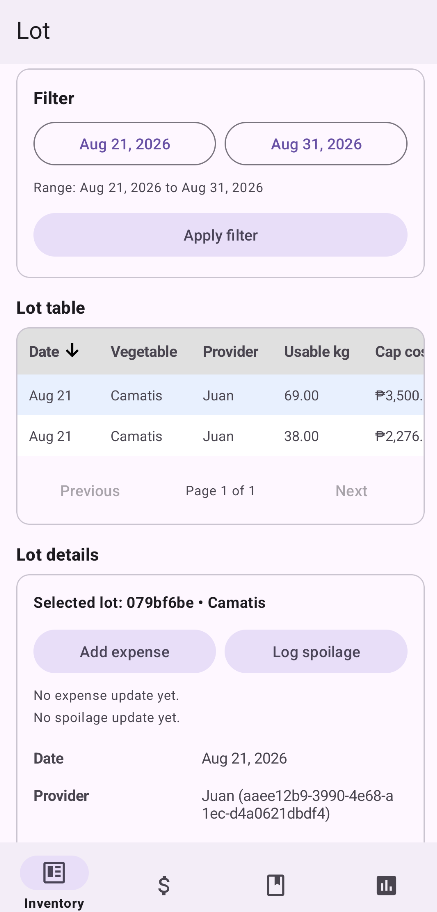 Lot
Filter
Aug 21, 2026 Aug 31, 2026
Range: Aug 21, 2026 to Aug 31, 2026
Apply filter
Lot table
Date Vegetable Provider Usable kg Cap cos
Aug 21 Camatis Juan 69.00 ₱3,500.
Aug 21 Camatis Juan 38.00 ₱2,276.
Previous Page 1 of 1 Next
Lot details
Selected lot: 079bf6be • Camatis
Add expense Log spoilage
No expense update yet.
No spoilage update yet.
Date Aug 21, 2026
Provider Juan (aaee12b9-3990-4e68-a
1ec-d4a0621dbdf4)
Inventory